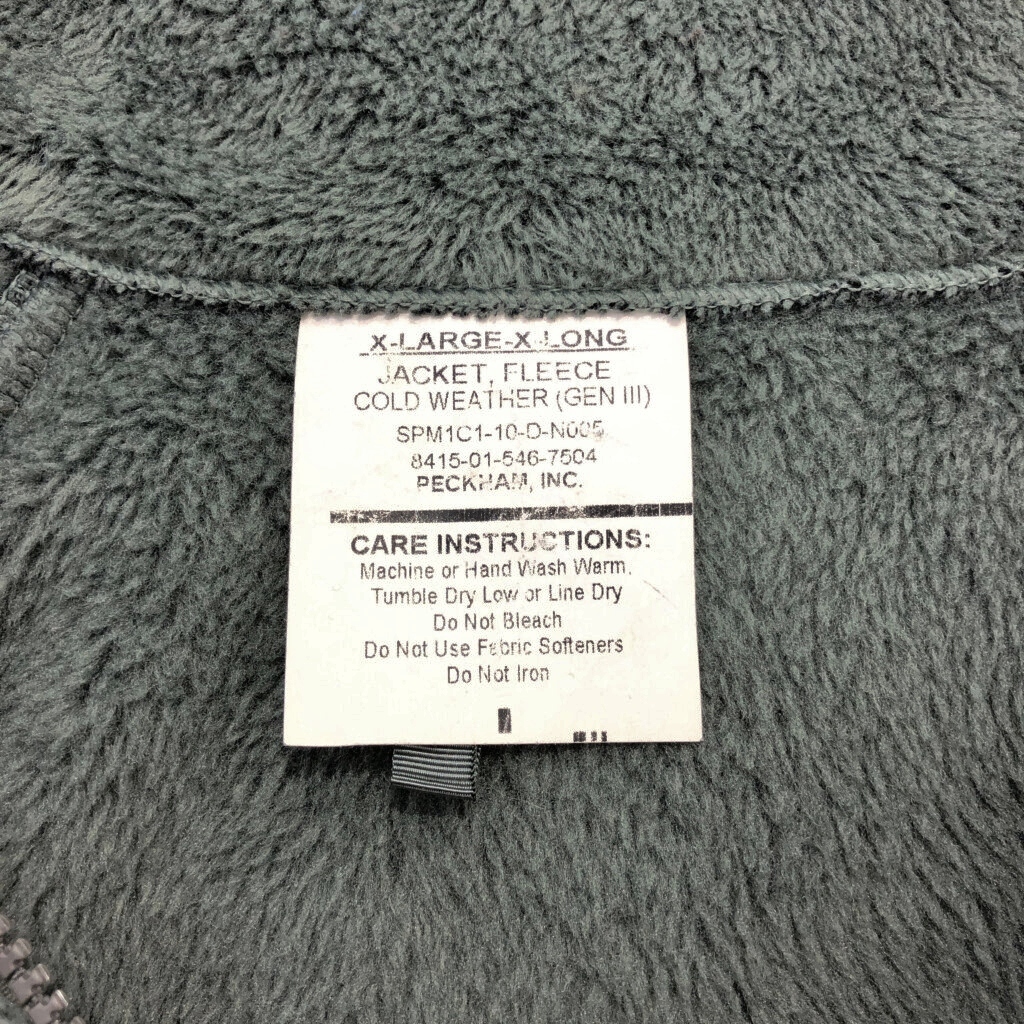 X-LARGE-X-LONG
JACKET, FLEECE
COLD WEATHER (GEN III)
SPM1C1-10-D-N005
8415-01-546-7504
PECKHAM, INC.
CARE INSTRUCTIONS:
Machine or Hand Wash Warm.
Tumble Dry Low or Line Dry
Do Not Bleach
Do Not Use Fabric Softeners
Do Not Iron